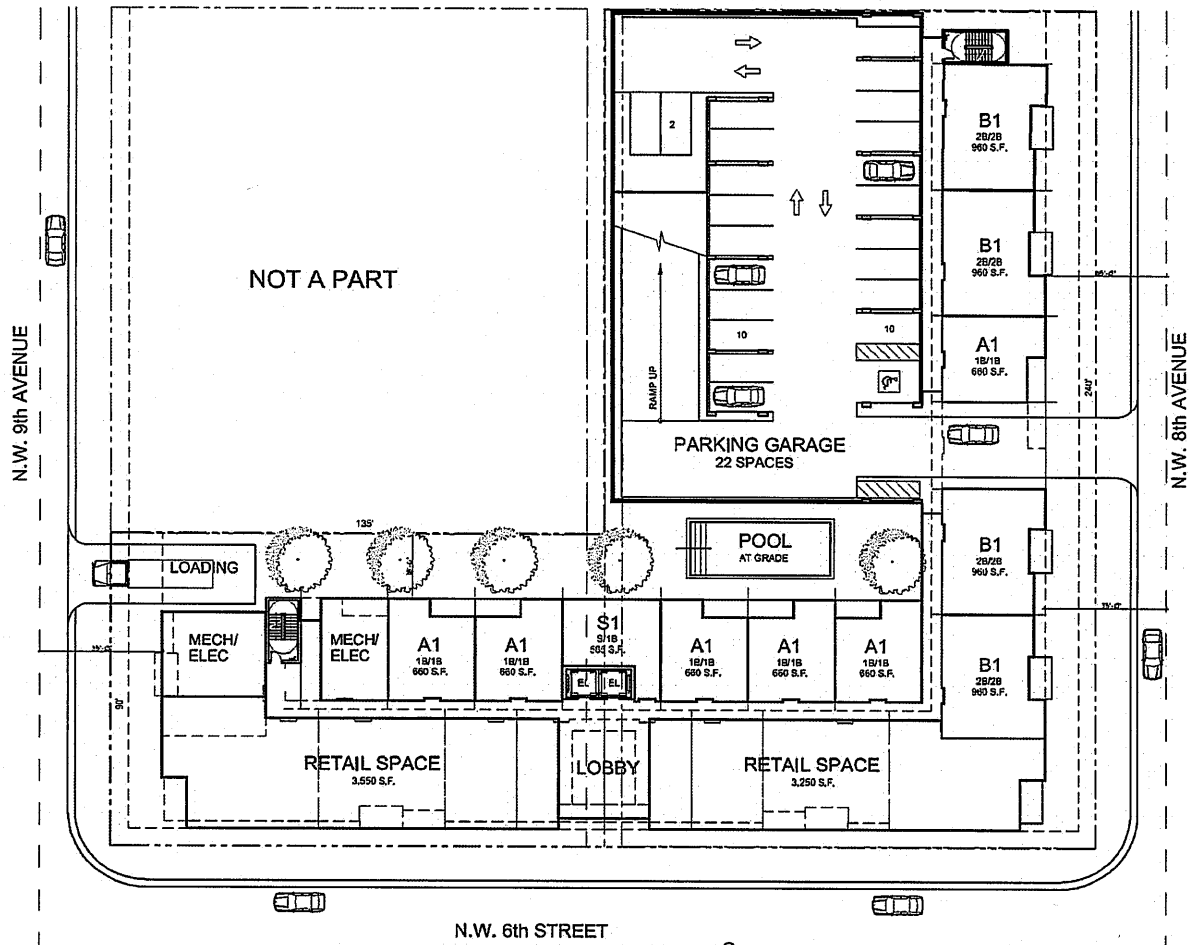 2
B1
2B/2B
960 S.F.
B1
2B/2B
960 S.F.
NOT A PART
N.W. 9th AVENUE
N.W. 8th AVENUE
10
10
A1
1B/1B
660 S.F.
240'
RAMP UP
PARKING GARAGE
22 SPACES
135'
LOADING
POOL
AT GRADE
B1
2B/2B
960 S.F.
MECH/
ELEC
MECH/
ELEC
A1
1B/1B
660 S.F.
A1
1B/1B
660 S.F.
S1
S/1B
505 S.F.
EL
EL
A1
1B/1B
660 S.F.
A1
1B/1B
660 S.F.
A1
1B/1B
660 S.F.
B1
2B/2B
960 S.F.
90'
RETAIL SPACE
3,550 S.F.
LOBBY
RETAIL SPACE
3,250 S.F.
N.W. 6th STREET